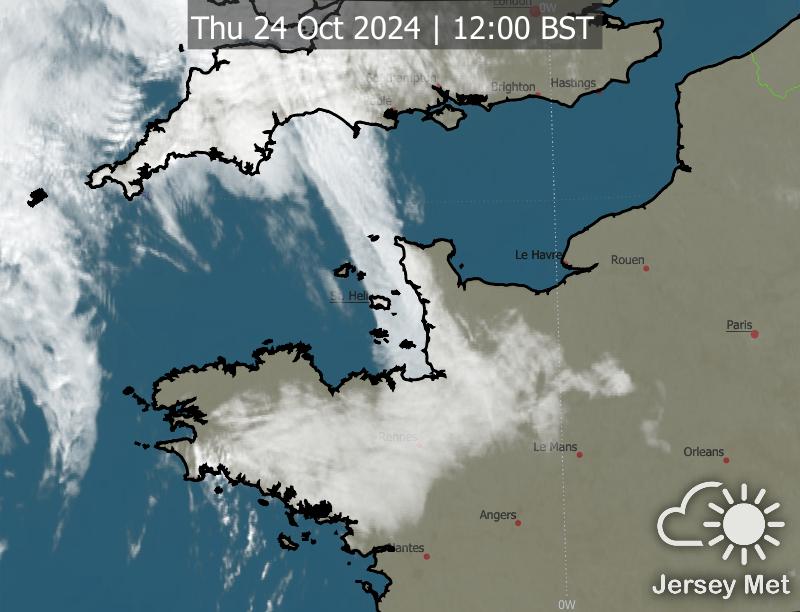 London
0W
Thu 24 Oct 2024 | 12:00 BST
Southampton
Poole
Brighton
Hastings
Le Havre
Rouen
St. Heli
Paris
Rennes
Le Mans
Orleans
Angers
Nantes
Jersey Met
0W